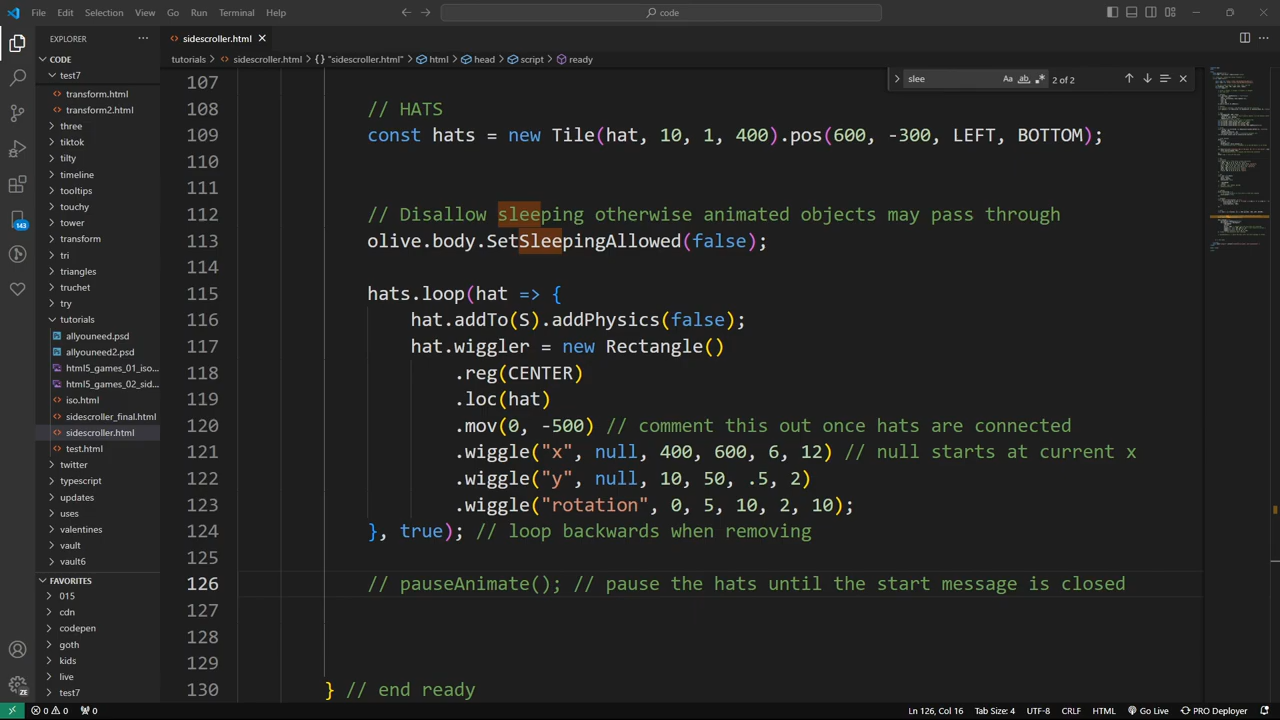 File Edit Selection View Go Run Terminal Help
code
EXPLORER
sidescroller.html
CODE
tutorials > sidescroller.html > "sidescroller.html" > html > head > script > ready
test7
transform.html
transform2.html
three
tiktok
tilty
timeline
tooltips
touchy
tower
transform
tri
triangles
truchet
try
tutorials
allyouneed.psd
allyouneed2.psd
html5_games_01_iso...
html5_games_02_sid...
iso.html
sidescroller_final.html
sidescroller.html
test.html
twitter
typescript
updates
uses
valentines
vault
vault6
FAVORITES
015
cdn
codepen
goth
kids
live
test7
143
ZE
slee
Aa ab .*
2 of 2
107
108 // HATS
109 const hats = new Tile(hat, 10, 1, 400).pos(600, -300, LEFT, BOTTOM);
110
111
112 // Disallow sleeping otherwise animated objects may pass through
113 olive.body.SetSleepingAllowed(false);
114
115 hats.loop(hat => {
116 hat.addTo(S).addPhysics(false);
117 hat.wiggler = new Rectangle()
118 .reg(CENTER)
119 .loc(hat)
120 .mov(0, -500) // comment this out once hats are connected
121 .wiggle("x", null, 400, 600, 6, 12) // null starts at current x
122 .wiggle("y", null, 10, 50, .5, 2)
123 .wiggle("rotation", 0, 5, 10, 2, 10);
124 }, true); // loop backwards when removing
125
126 // pauseAnimate(); // pause the hats until the start message is closed
127
128
129
130 } // end ready
0 0 0
Ln 126, Col 16 Tab Size: 4 UTF-8 CRLF HTML Go Live PRO Deployer